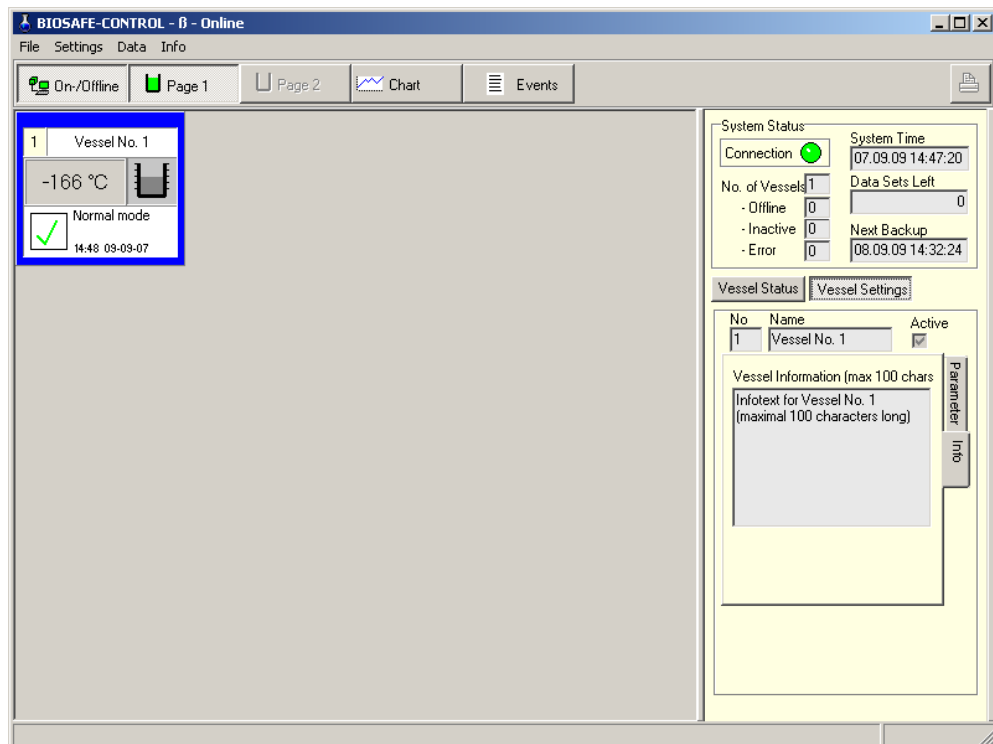 BIOSAFE-CONTROL - ß - Online
File Settings Data Info
On-/Offline Page 1 Page 2 Chart Events
1 Vessel No. 1
-166 °C
Normal mode
14:48 09-09-07
System Status
Connection
System Time
07.09.09 14:47:20
No. of Vessels 1
- Offline 0
- Inactive 0
- Error 0
Data Sets Left
0
Next Backup
08.09.09 14:32:24
Vessel Status Vessel Settings
No Name Active
1 Vessel No. 1
Vessel Information (max 100 chars
Infotext for Vessel No. 1
(maximal 100 characters long)
Parameter
Info